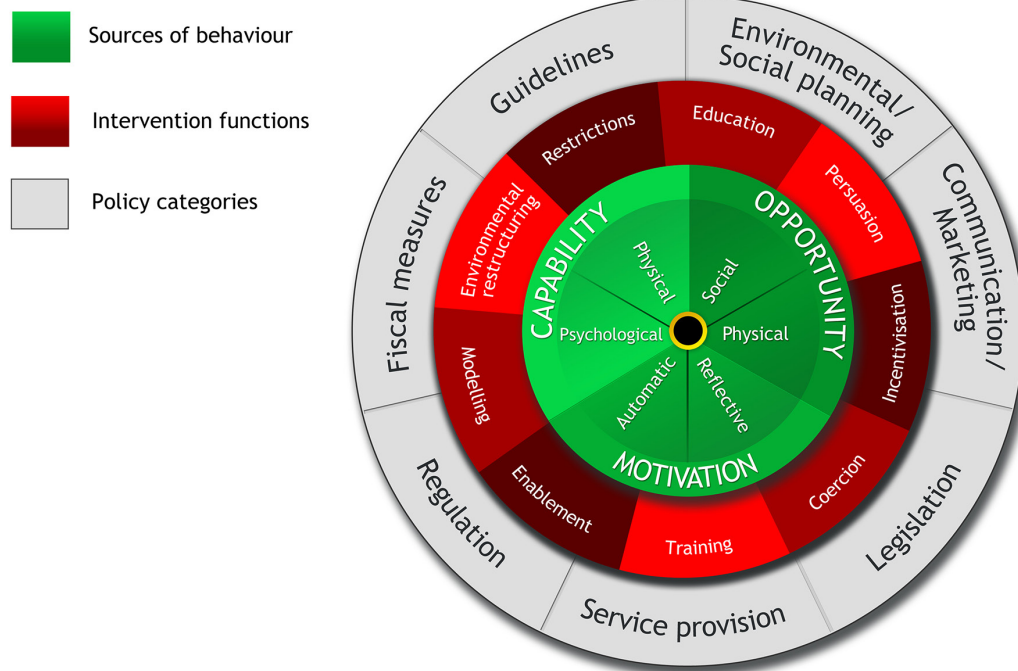 Sources of behaviour
Intervention functions
Policy categories
Guidelines
Environmental/
Social planning
Communication/
Marketing
Legislation
Service provision
Regulation
Fiscal measures
Restrictions
Education
Persuasion
Incentivisation
Coercion
Training
Enablement
Modelling
Environmental
restructuring
CAPABILITY
OPPORTUNITY
MOTIVATION
Physical
Social
Physical
Reflective
Automatic
Psychological